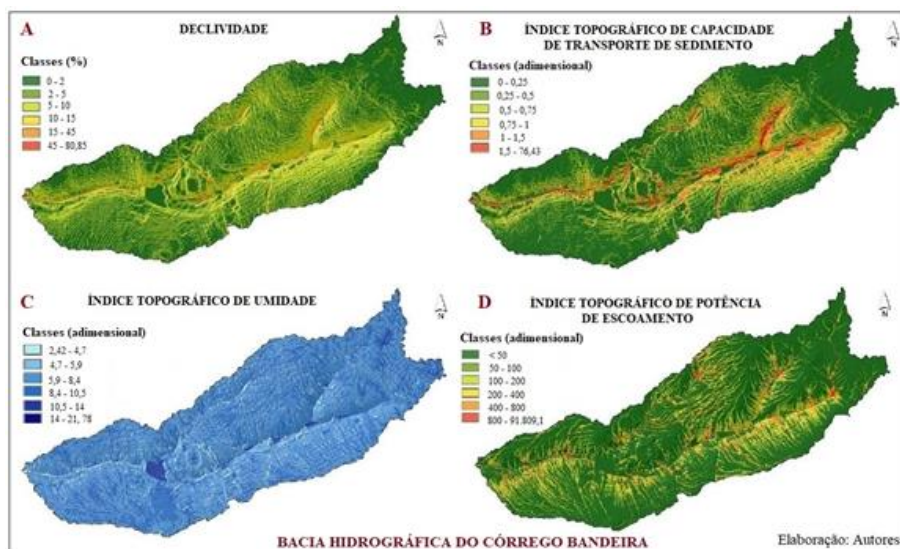 A
DECLIVIDADE
N
Classes (%)
0 - 2
2 - 5
5 - 10
10 - 15
15 - 45
45 - 80,85
B
ÍNDICE TOPOGRÁFICO DE CAPACIDADE
DE TRANSPORTE DE SEDIMENTO
N
Classes (adimensional)
0 - 0,25
0,25 - 0,5
0,5 - 0,75
0,75 - 1
1 - 1,5
1,5 - 76,43
C
ÍNDICE TOPOGRÁFICO DE UMIDADE
N
Classes (adimensional)
2,42 - 4,7
4,7 - 5,9
5,9 - 8,4
8,4 - 10,5
10,5 - 14
14 - 21, 78
D
ÍNDICE TOPOGRÁFICO DE POTÊNCIA
DE ESCOAMENTO
N
Classes (adimensional)
< 50
50 - 100
100 - 200
200 - 400
400 - 800
800 - 91.809,1
BACIA HIDROGRÁFICA DO CÓRREGO BANDEIRA
Elaboração: Autores